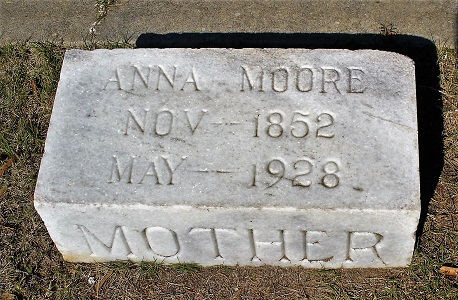 ANNA MOORE
NOV -- 1852
MAY -- 1928
MOTHER